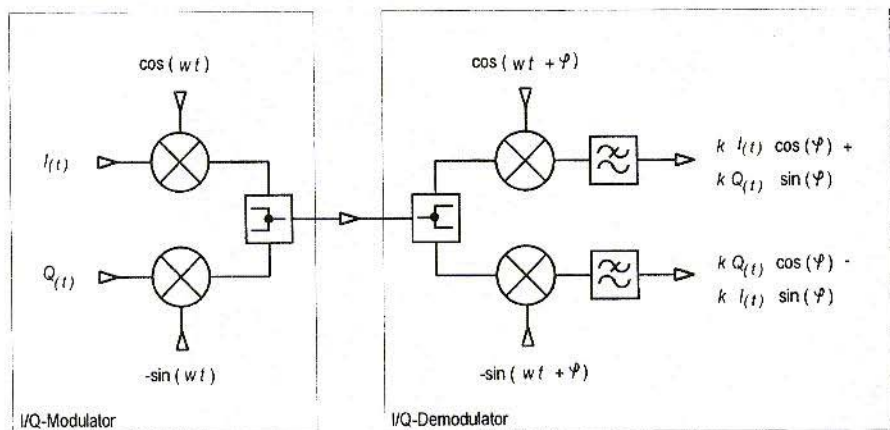 cos(wt)
I(t)
Q(t)
-sin(wt)
I/Q-Modulator
cos(wt + φ)
k I(t) cos(φ) +
k Q(t) sin(φ)
k Q(t) cos(φ) -
k I(t) sin(φ)
-sin(wt + φ)
I/Q-Demodulator